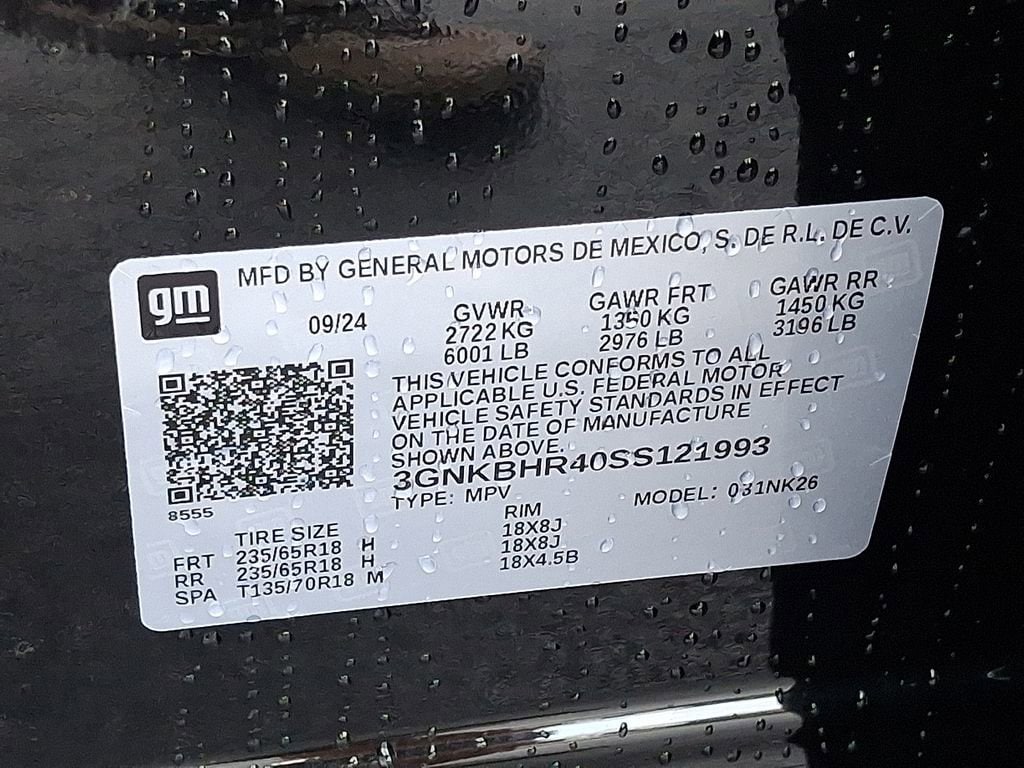 gm
MFD BY GENERAL MOTORS DE MEXICO, S. DE R.L. DE C.V.
09/24
GVWR
2722 KG
6001 LB
GAWR FRT
1350 KG
2976 LB
GAWR RR
1450 KG
3196 LB
THIS VEHICLE CONFORMS TO ALL
APPLICABLE U.S. FEDERAL MOTOR
VEHICLE SAFETY STANDARDS IN EFFECT
ON THE DATE OF MANUFACTURE
SHOWN ABOVE.
3GNKBHR40SS121993
TYPE: MPV MODEL: 031NK26
8555
TIRE SIZE RIM
FRT 235/65R18 H 18X8J
RR 235/65R18 H 18X8J
SPA T135/70R18 M 18X4.5B